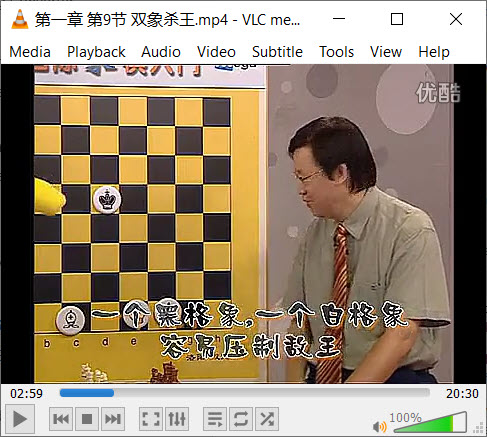 第一章 第9节 双象杀王.mp4 - VLC me...
Media Playback Audio Video Subtitle Tools View Help
优酷
一个黑格象,一个白格象
容易压制敌王
b c d e
02:59 20:30
100%